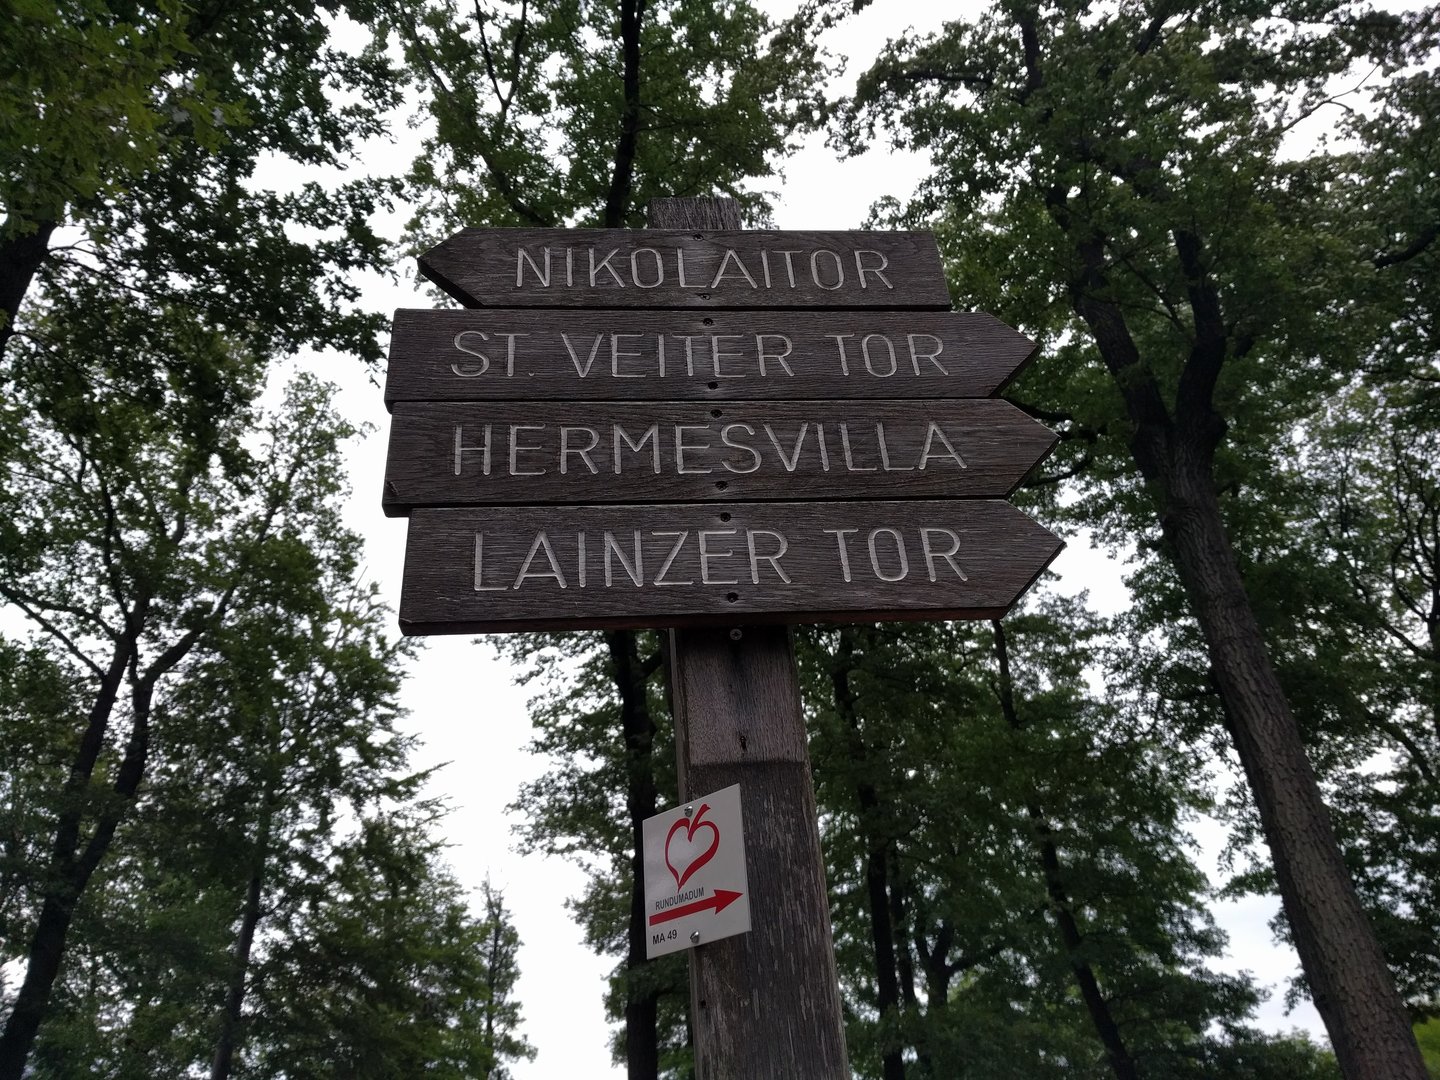 NIKOLAITOR
ST. VEITER TOR
HERMESVILLA
LAINZER TOR
RUNDUMADUM
MA 49